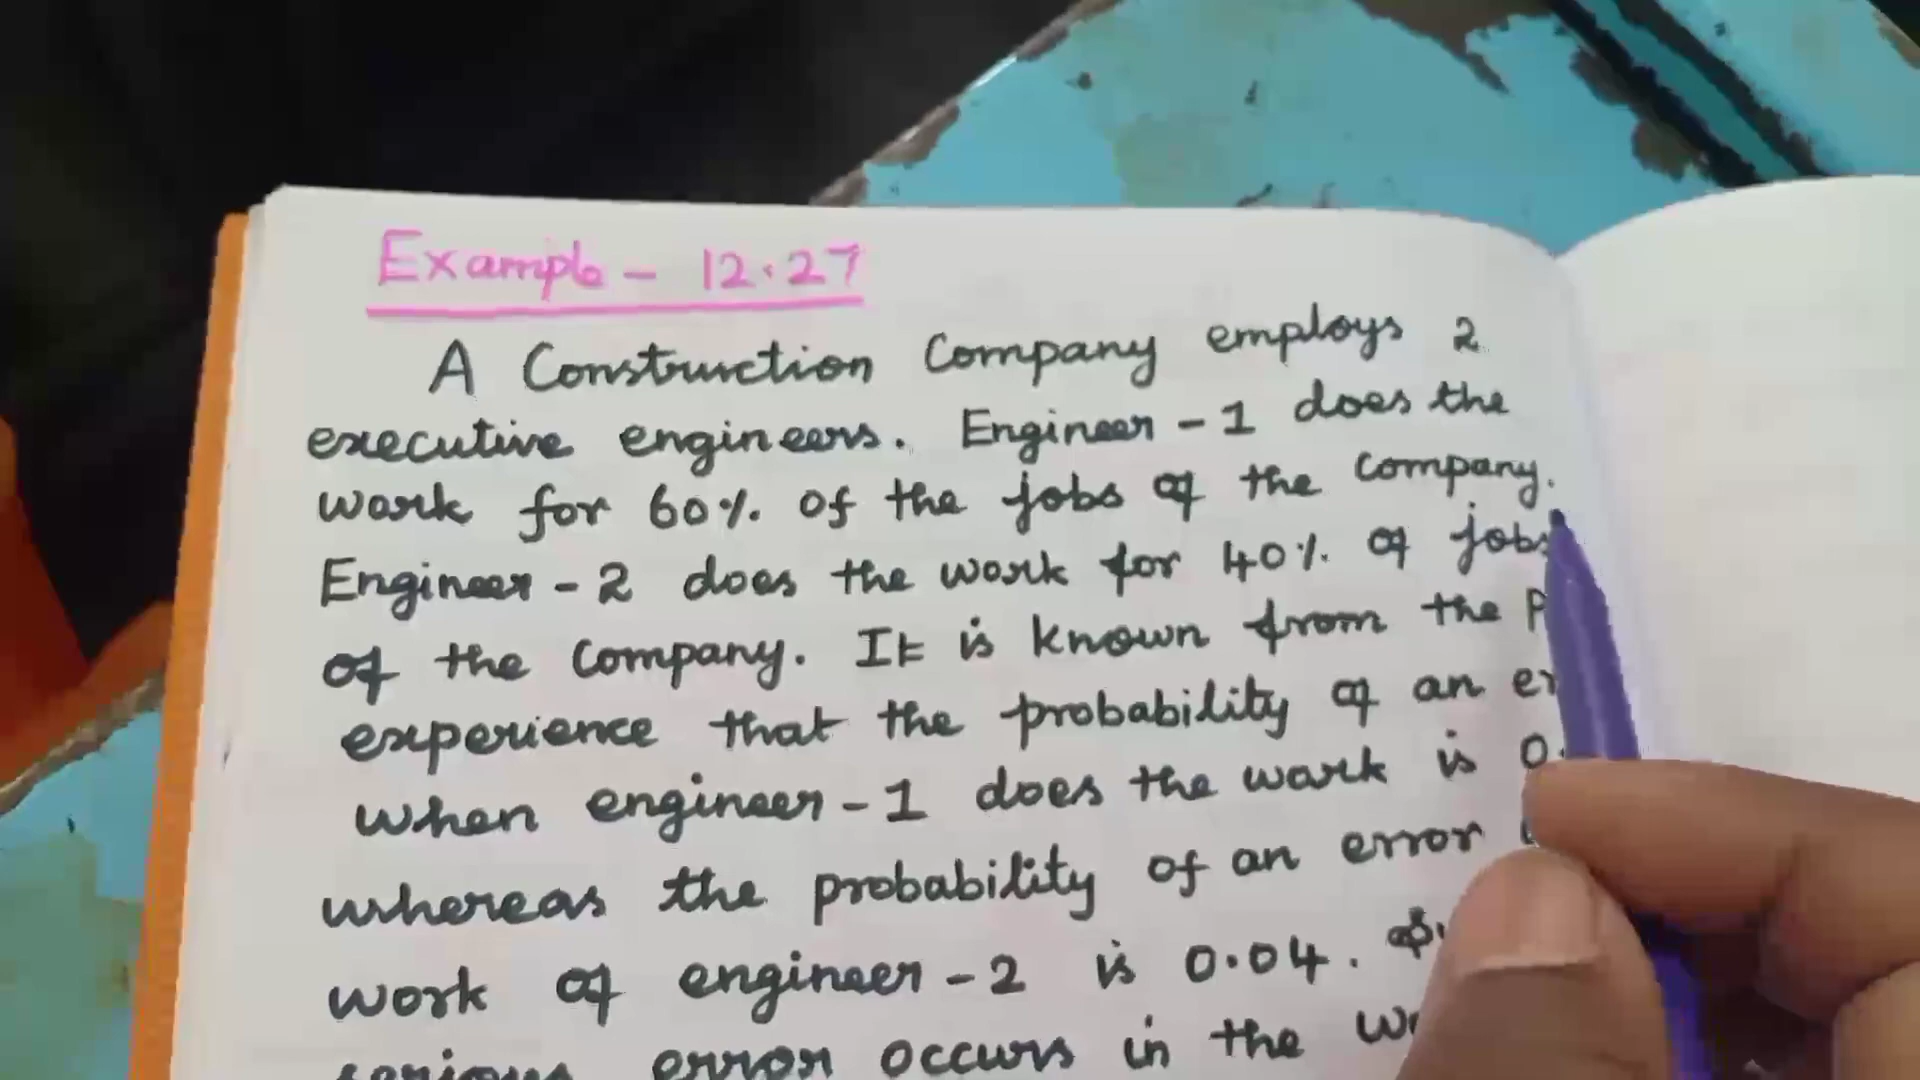 Example - 12.27
A Construction Company employs 2
executive engineers. Engineer - 1 does the
work for 60% of the jobs of the company.
Engineer - 2 does the work for 40% of jobs
of the company. It is known from the
experience that the probability of an
when engineer - 1 does the work is
whereas the probability of an error
work of engineer - 2 is 0.04.
serious error occurs in the